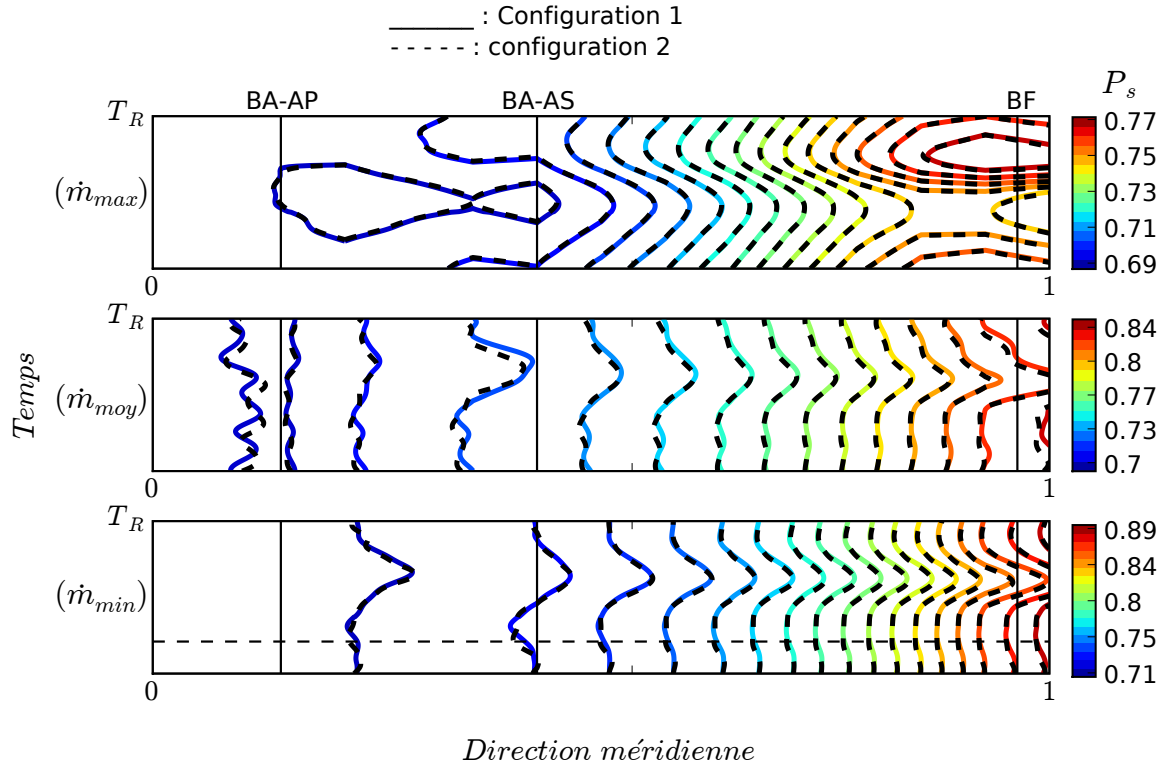 : Configuration 1
: configuration 2
BA-AP BA-AS BF P_s
T_R
(ṁ_max)
0.77
0.75
0.73
0.71
0.69
0 1
T_R
(ṁ_moy)
0.84
0.8
0.77
0.73
0.7
0 1
Temps
T_R
(ṁ_min)
0.89
0.84
0.8
0.75
0.71
0 1
Direction méridienne